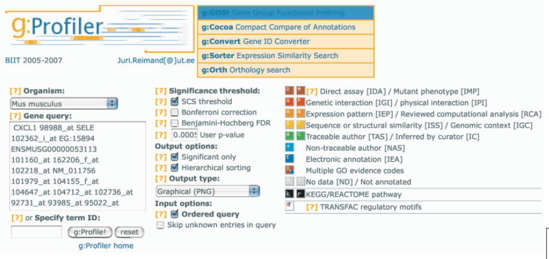 g:Profiler
BIIT 2005-2007 Juri.Reimand[@]ut.ee
g:GOSt Gene Group Functional Profiling
g:Cocoa Compact Compare of Annotations
g:Convert Gene ID Converter
g:Sorter Expression Similarity Search
g:Orth Orthology search
[?] Organism:
Mus musculus
[?] Gene query:
CXCL1 98988_at SELE
102362_i_at EG:15894
ENSMUSG00000053113
101160_at 162206_f_at
102218_at NM_011756
101979_at 104155_f_at
104647_at 104712_at 102736_at
92731_at 93985_at 95022_at
[?] or Specify term ID:
g:Profile! reset
g:Profiler home
[?] Significance threshold:
[?] SCS threshold
[?] Bonferroni correction
[?] Benjamini-Hochberg FDR
[?] 0.0005 User p-value
Output options:
[?] Significant only
[?] Hierarchical sorting
[?] Output type:
Graphical (PNG)
Input options:
[?] Ordered query
[?] Skip unknown entries in query
[?] Direct assay [IDA] / Mutant phenotype [IMP]
Genetic interaction [IGI] / physical interaction [IPI]
Expression pattern [IEP] / Reviewed computational analysis [RCA]
Sequence or structural similarity [ISS] / Genomic context [IGC]
Traceable author [TAS] / Inferred by curator [IC]
Non-traceable author [NAS]
Electronic annotation [IEA]
Multiple GO evidence codes
No data [ND] / Not annotated
KEGG/REACTOME pathway
[?] TRANSFAC regulatory motifs